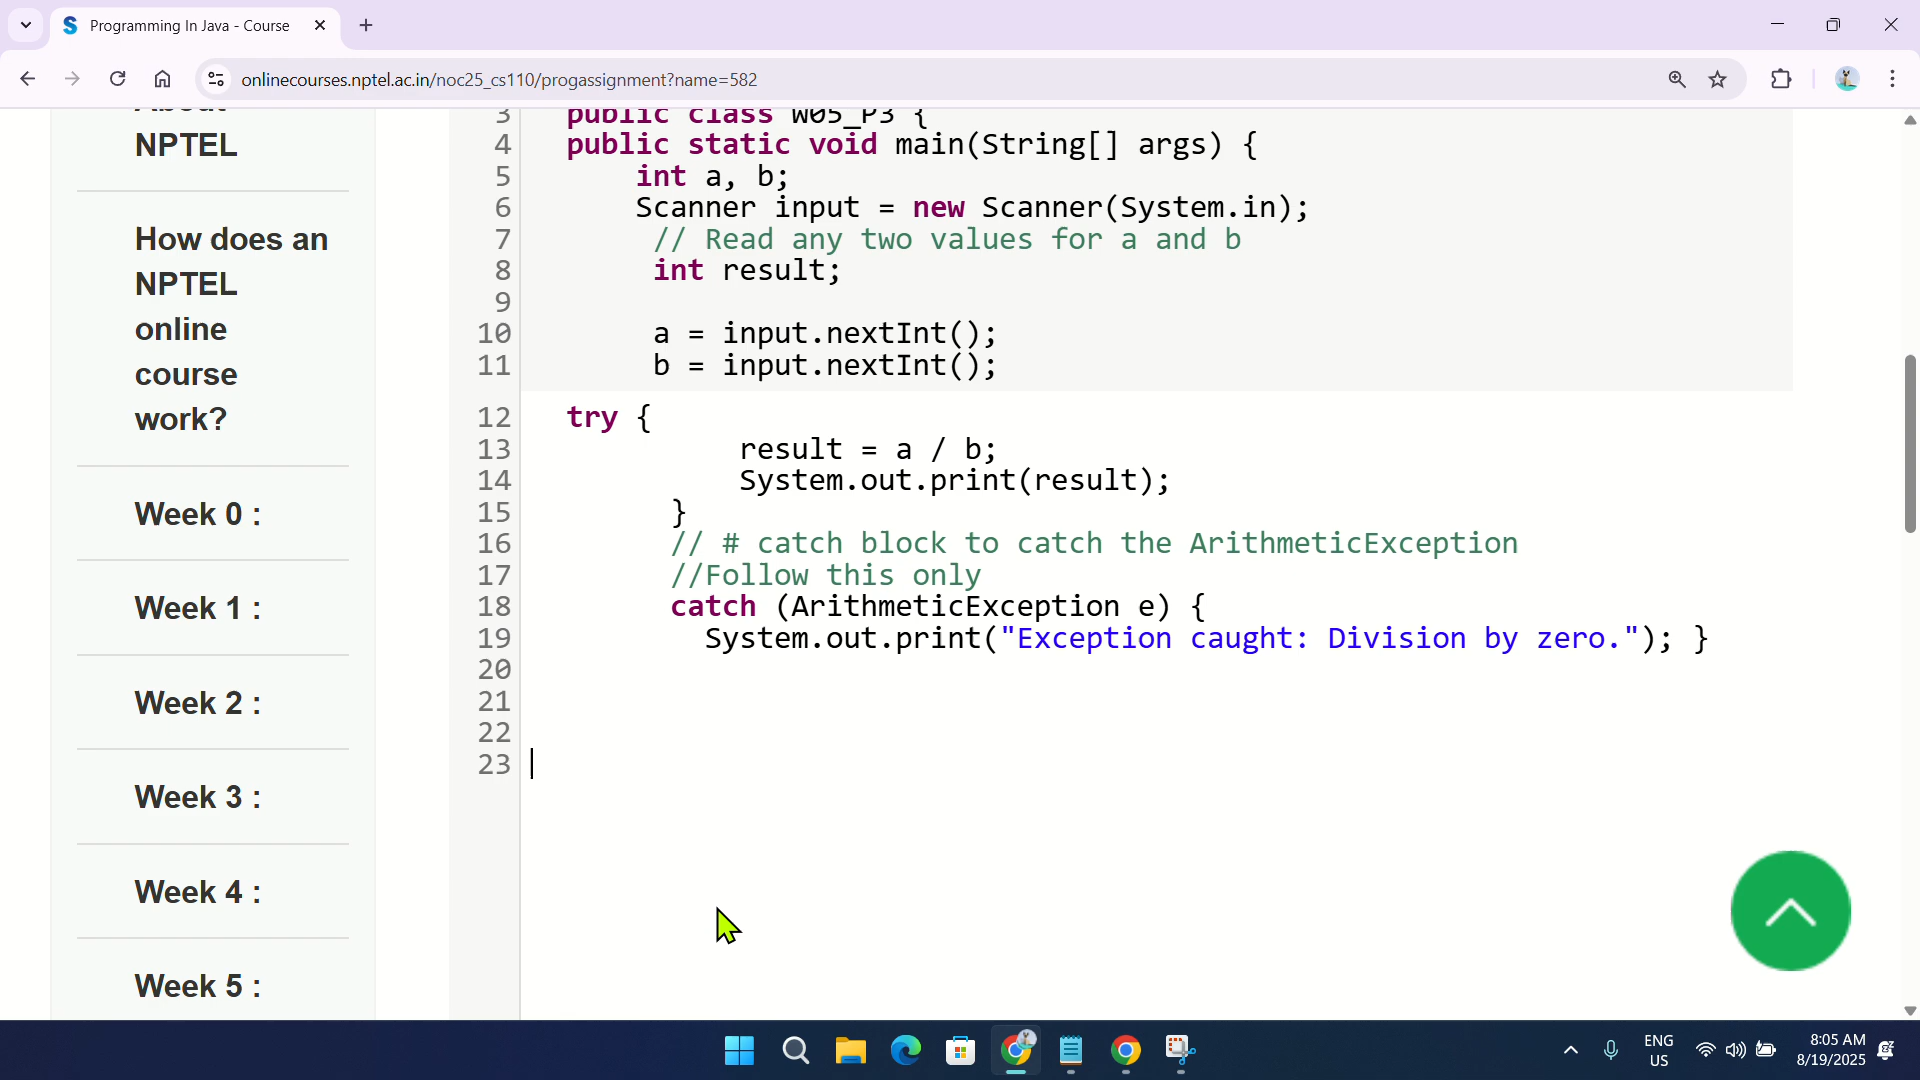 Programming In Java - Course
onlinecourses.nptel.ac.in/noc25_cs110/progassignment?name=582
About
NPTEL
How does an
NPTEL
online
course
work?
Week 0 :
Week 1 :
Week 2 :
Week 3 :
Week 4 :
Week 5 :
3 public class W05_P3 {
4 public static void main(String[] args) {
5 int a, b;
6 Scanner input = new Scanner(System.in);
7 // Read any two values for a and b
8 int result;
9
10 a = input.nextInt();
11 b = input.nextInt();
12 try {
13 result = a / b;
14 System.out.print(result);
15 }
16 // # catch block to catch the ArithmeticException
17 //Follow this only
18 catch (ArithmeticException e) {
19 System.out.print("Exception caught: Division by zero."); }
20
21
22
23
ENG
US
8:05 AM
8/19/2025